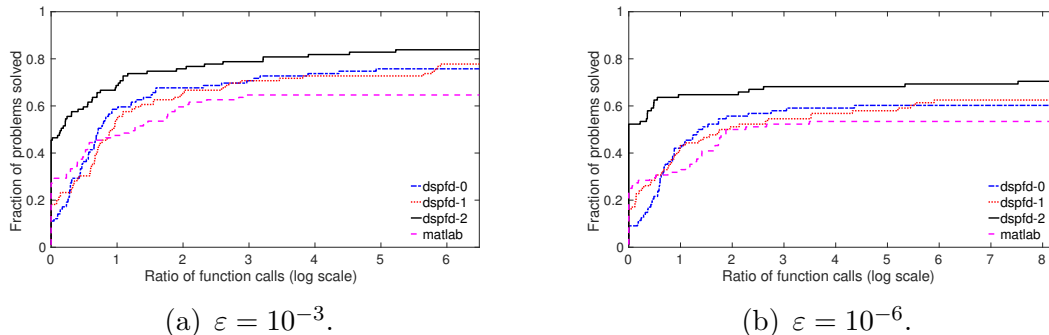 1
0.8
0.6
0.4
0.2
0
Fraction of problems solved
0 1 2 3 4 5 6
Ratio of function calls (log scale)
dspfd-0
dspfd-1
dspfd-2
matlab
(a) ε = 10⁻³.
1
0.8
0.6
0.4
0.2
0
Fraction of problems solved
0 1 2 3 4 5 6 7 8
Ratio of function calls (log scale)
dspfd-0
dspfd-1
dspfd-2
matlab
(b) ε = 10⁻⁶.